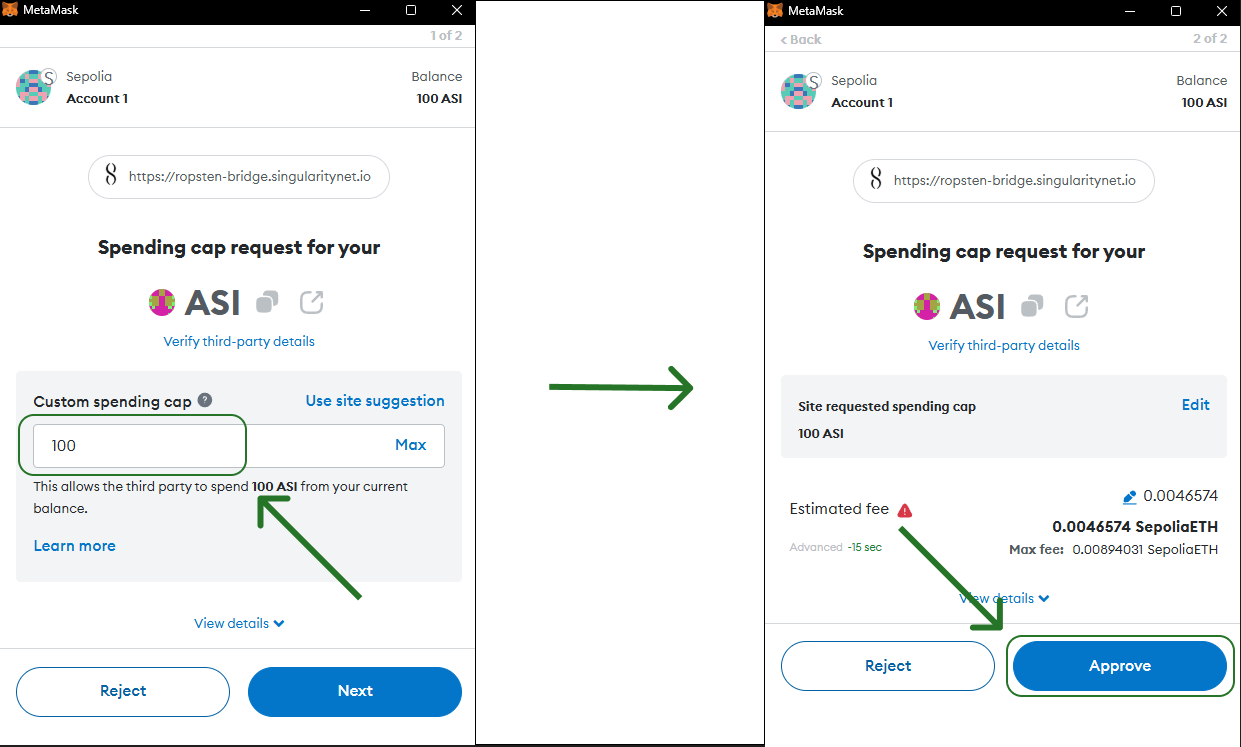 MetaMask
1 of 2
Sepolia
Balance
S
Account 1
100 ASI
https://ropsten-bridge.singularitynet.io
Spending cap request for your
ASI
Verify third-party details
Custom spending cap ?
Use site suggestion
100
Max
This allows the third party to spend 100 ASI from your current
balance.
Learn more
View details
Reject
Next
MetaMask
< Back
2 of 2
Sepolia
Balance
S
Account 1
100 ASI
https://ropsten-bridge.singularitynet.io
Spending cap request for your
ASI
Verify third-party details
Site requested spending cap
Edit
100 ASI
0.0046574
Estimated fee
0.0046574 SepoliaETH
Advanced ~15 sec
Max fee: 0.00894031 SepoliaETH
View details
Reject
Approve